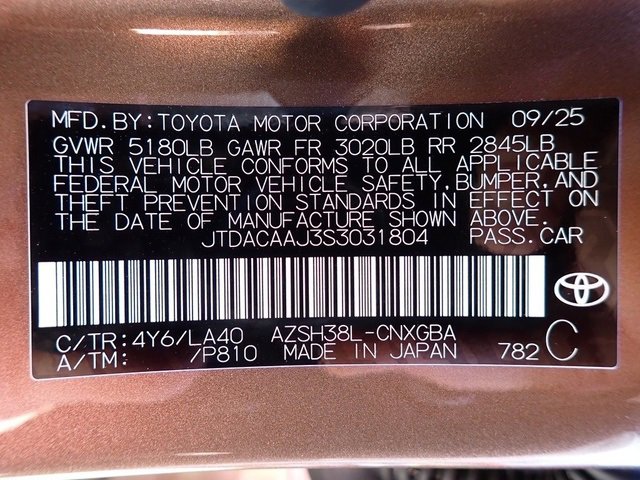 MFD.BY:TOYOTA MOTOR CORPORATION 09/25
GVWR 5180LB GAWR FR 3020LB RR 2845LB
THIS VEHICLE CONFORMS TO ALL APPLICABLE
FEDERAL MOTOR VEHICLE SAFETY,BUMPER,AND
THEFT PREVENTION STANDARDS IN EFFECT ON
THE DATE OF MANUFACTURE SHOWN ABOVE.
JTDACAAJ3S3031804 PASS.CAR
C/TR:4Y6/LA40 AZSH38L-CNXGBA C
A/TM: /P810 MADE IN JAPAN 782